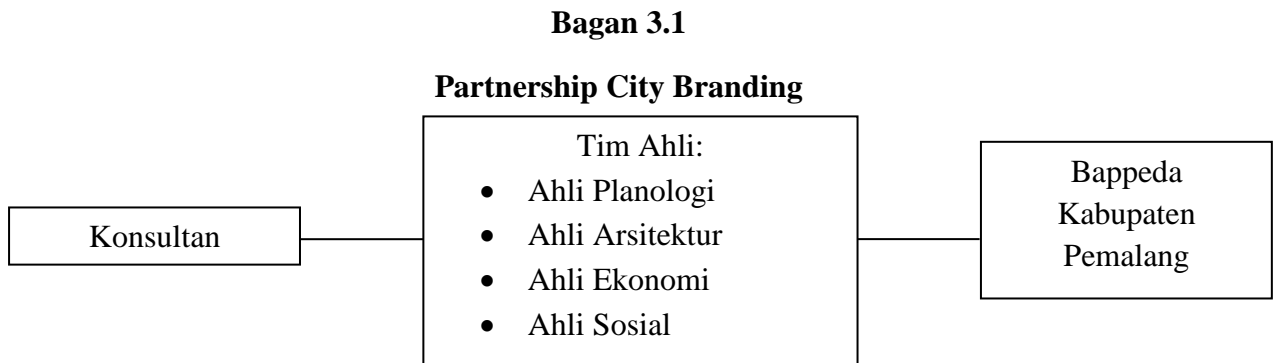 Bagan 3.1
Partnership City Branding
Konsultan
Tim Ahli:
• Ahli Planologi
• Ahli Arsitektur
• Ahli Ekonomi
• Ahli Sosial
Bappeda
Kabupaten
Pemalang